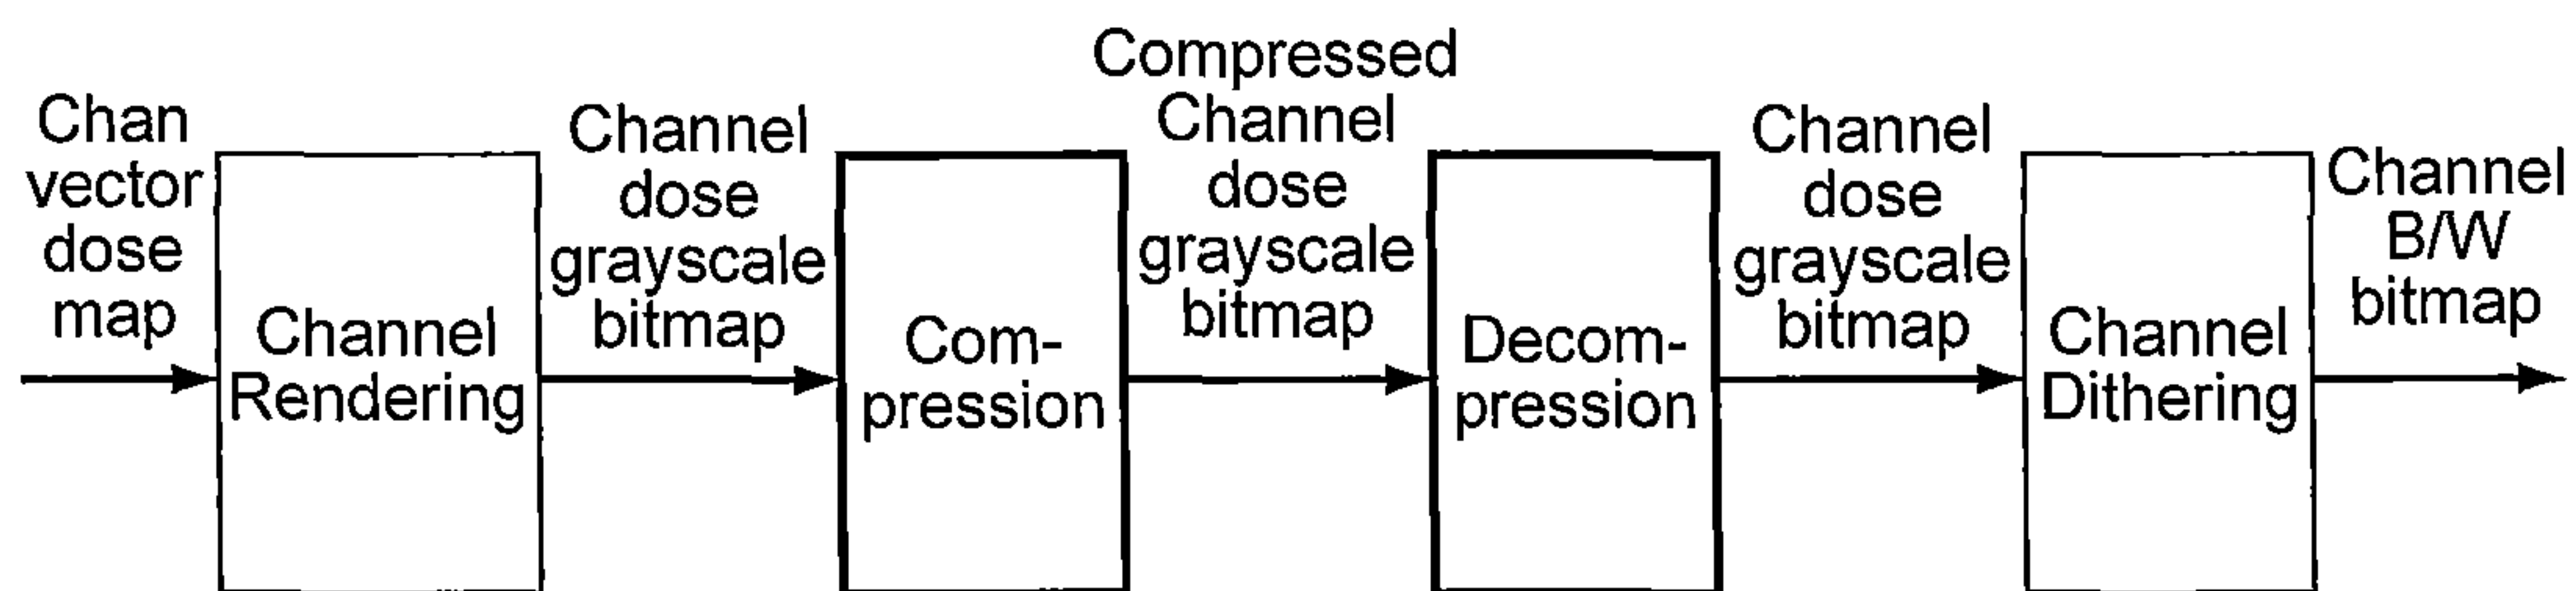 Chan
vector
dose
map
Channel
Rendering
Channel
dose
grayscale
bitmap
Com-
pression
Compressed
Channel
dose
grayscale
bitmap
Decom-
pression
Channel
dose
grayscale
bitmap
Channel
Dithering
Channel
B/W
bitmap